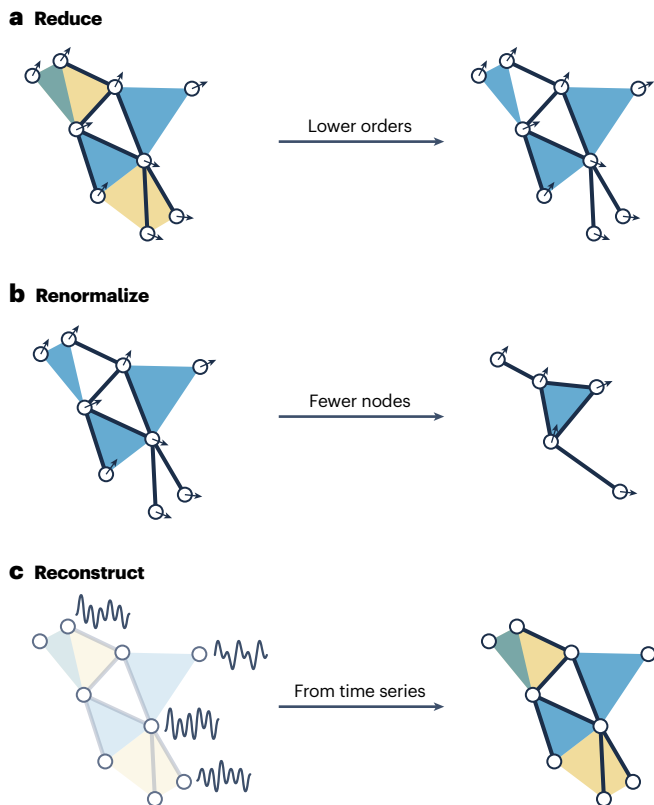 a Reduce
Lower orders
b Renormalize
Fewer nodes
c Reconstruct
From time series